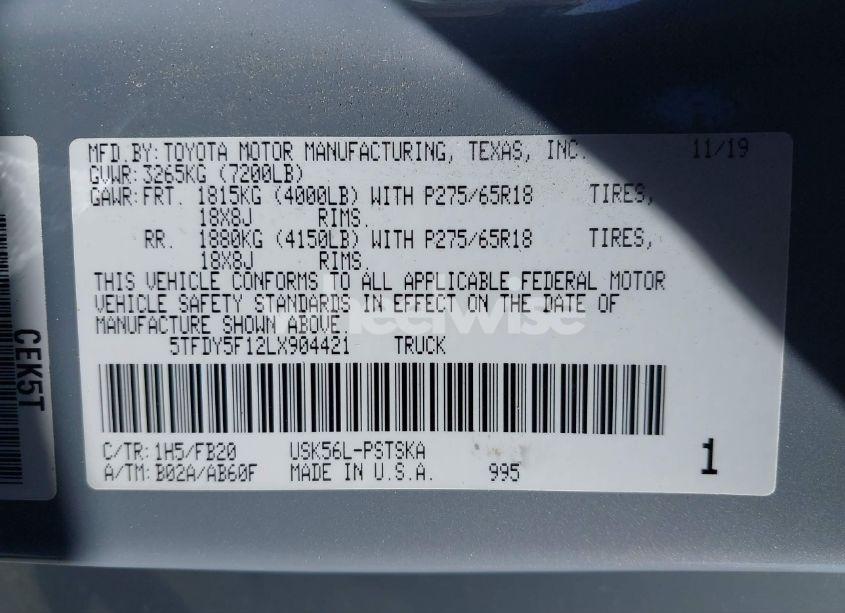 MFD.BY:TOYOTA MOTOR MANUFACTURING, TEXAS, INC. 11/19
GVWR:3265KG (7200LB)
GAWR:FRT. 1815KG (4000LB) WITH P275/65R18 TIRES,
18X8J RIMS,
RR. 1880KG (4150LB) WITH P275/65R18 TIRES,
18X8J RIMS,
THIS VEHICLE CONFORMS TO ALL APPLICABLE FEDERAL MOTOR
VEHICLE SAFETY STANDARDS IN EFFECT ON THE DATE OF
MANUFACTURE SHOWN ABOVE.
5TFDY5F12LX904421 TRUCK
C/TR:1H5/FB20 USK56L-PSTSKA
A/TM:B02A/AB60F MADE IN U.S.A. 995 1
CEK5T
wheelwise